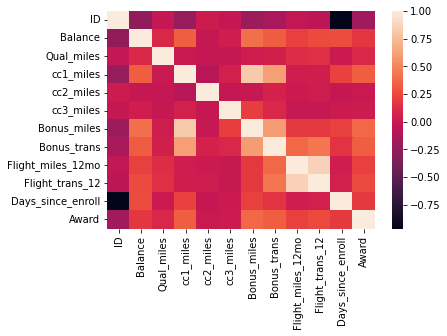 ID
Balance
Qual_miles
cc1_miles
cc2_miles
cc3_miles
Bonus_miles
Bonus_trans
Flight_miles_12mo
Flight_trans_12
Days_since_enroll
Award
ID
Balance
Qual_miles
cc1_miles
cc2_miles
cc3_miles
Bonus_miles
Bonus_trans
Flight_miles_12mo
Flight_trans_12
Days_since_enroll
Award
1.00
0.75
0.50
0.25
0.00
−0.25
−0.50
−0.75